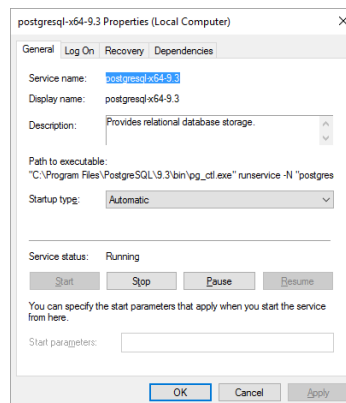 postgresql-x64-9.3 Properties (Local Computer)
General Log On Recovery Dependencies
Service name: postgresql-x64-9.3
Display name: postgresql-x64-9.3
Description: Provides relational database storage.
Path to executable:
"C:\Program Files\PostgreSQL\9.3\bin\pg_ctl.exe" runservice -N "postgres
Startup type: Automatic
Service status: Running
Start Stop Pause Resume
You can specify the start parameters that apply when you start the service
from here.
Start parameters:
OK Cancel Apply